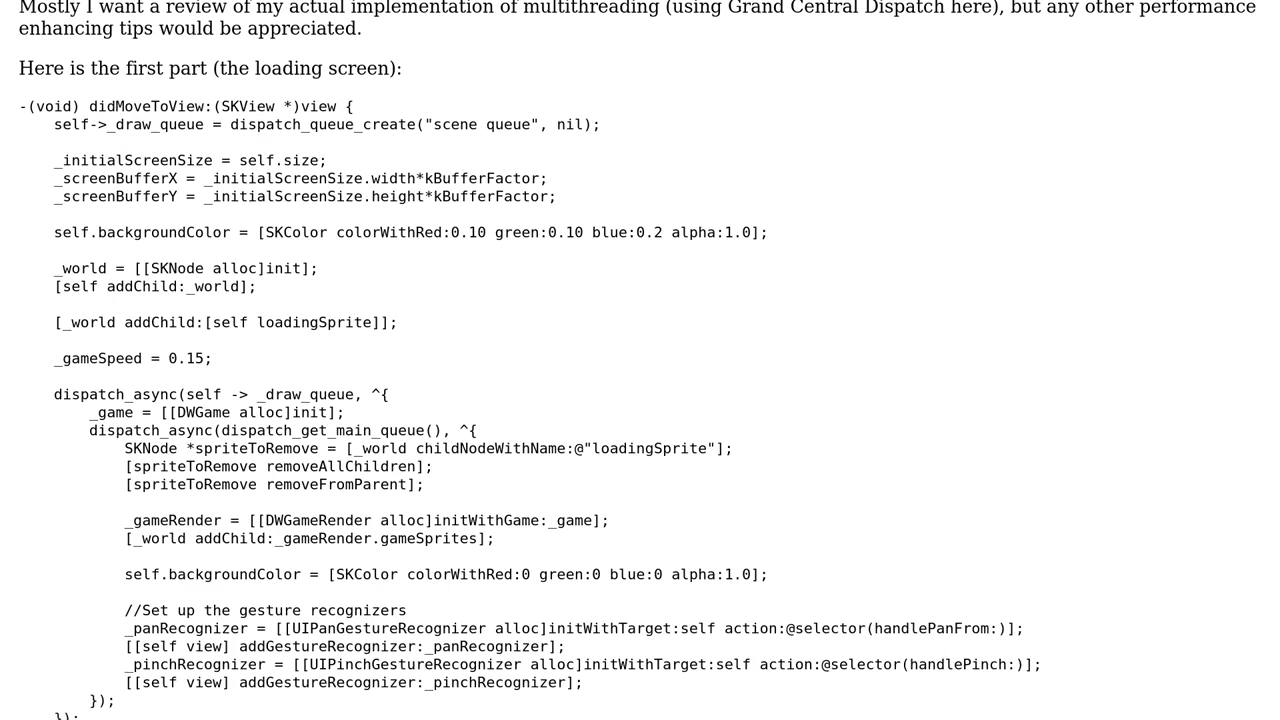 Mostly I want a review of my actual implementation of multithreading (using Grand Central Dispatch here), but any other performance
enhancing tips would be appreciated.
Here is the first part (the loading screen):
-(void) didMoveToView:(SKView *)view {
    self->_draw_queue = dispatch_queue_create("scene queue", nil);
    _initialScreenSize = self.size;
    _screenBufferX = _initialScreenSize.width*kBufferFactor;
    _screenBufferY = _initialScreenSize.height*kBufferFactor;
    self.backgroundColor = [SKColor colorWithRed:0.10 green:0.10 blue:0.2 alpha:1.0];
    _world = [[SKNode alloc]init];
    [self addChild:_world];
    [_world addChild:[self loadingSprite]];
    _gameSpeed = 0.15;
    dispatch_async(self -> _draw_queue, ^{
        _game = [[DWGame alloc]init];
        dispatch_async(dispatch_get_main_queue(), ^{
            SKNode *spriteToRemove = [_world childNodeWithName:@"loadingSprite"];
            [spriteToRemove removeAllChildren];
            [spriteToRemove removeFromParent];
            _gameRender = [[DWGameRender alloc]initWithGame:_game];
            [_world addChild:_gameRender.gameSprites];
            self.backgroundColor = [SKColor colorWithRed:0 green:0 blue:0 alpha:1.0];
            //Set up the gesture recognizers
            _panRecognizer = [[UIPanGestureRecognizer alloc]initWithTarget:self action:@selector(handlePanFrom:)];
            [[self view] addGestureRecognizer:_panRecognizer];
            _pinchRecognizer = [[UIPinchGestureRecognizer alloc]initWithTarget:self action:@selector(handlePinch:)];
            [[self view] addGestureRecognizer:_pinchRecognizer];
        });
    });